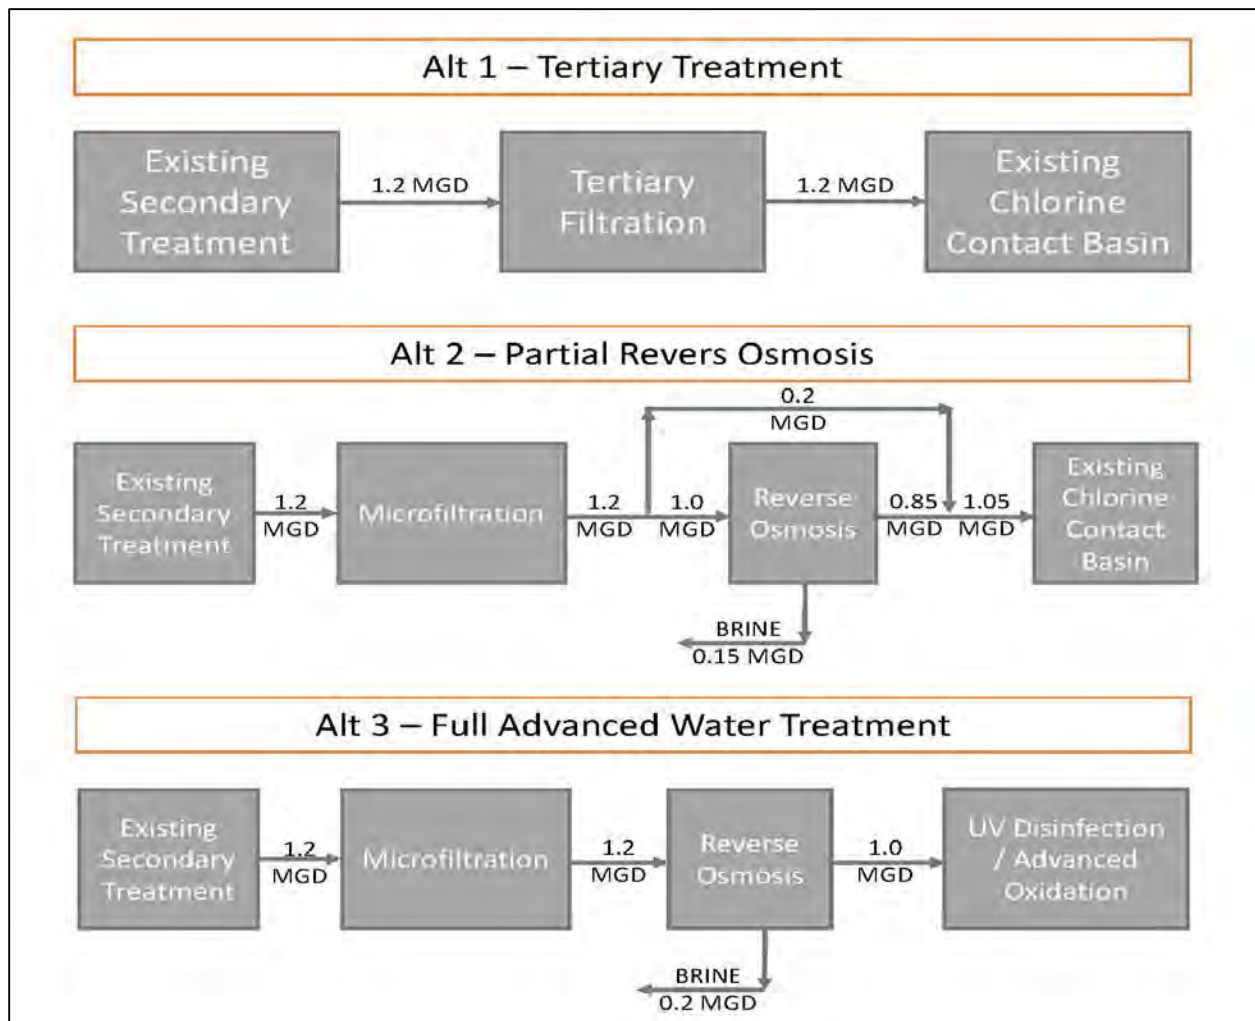 Alt 1 – Tertiary Treatment
Existing
Secondary
Treatment
1.2 MGD
Tertiary
Filtration
1.2 MGD
Existing
Chlorine
Contact Basin
Alt 2 – Partial Revers Osmosis
Existing
Secondary
Treatment
1.2
MGD
Microfiltration
1.2
MGD
0.2
MGD
1.0
MGD
Reverse
Osmosis
BRINE
0.15 MGD
0.85
MGD
1.05
MGD
Existing
Chlorine
Contact
Basin
Alt 3 – Full Advanced Water Treatment
Existing
Secondary
Treatment
1.2
MGD
Microfiltration
1.2
MGD
Reverse
Osmosis
BRINE
0.2 MGD
1.0
MGD
UV Disinfection
/ Advanced
Oxidation